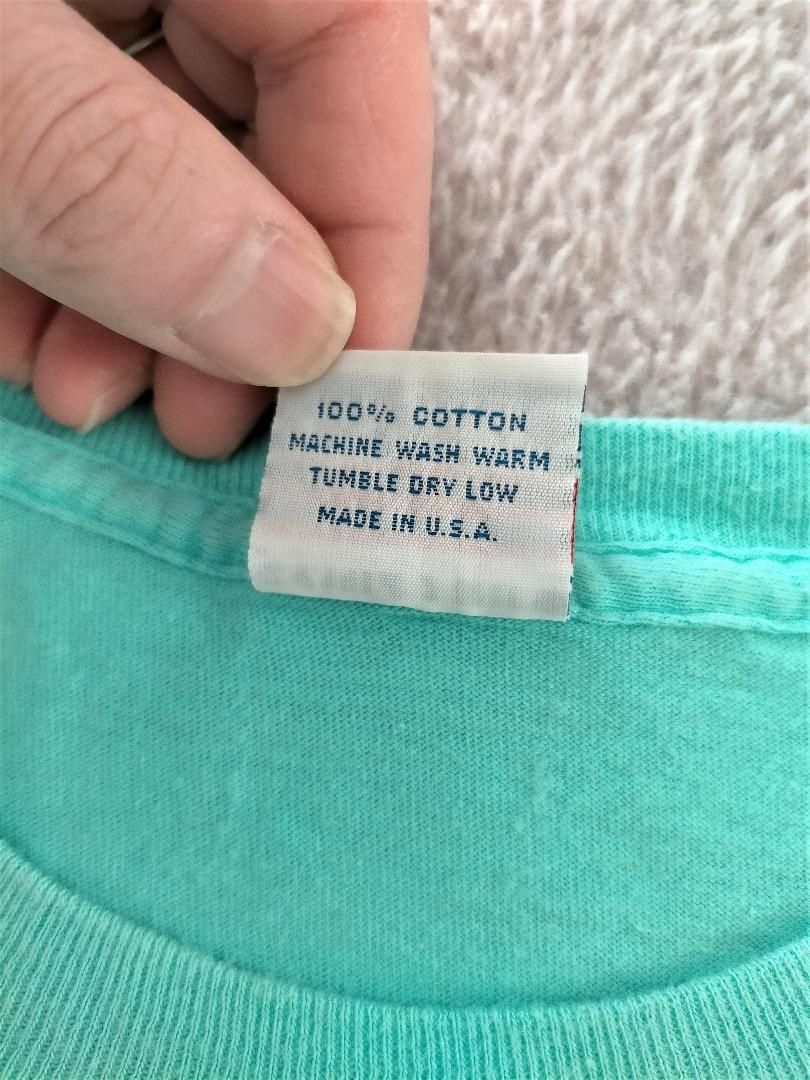 100% COTTON
MACHINE WASH WARM
TUMBLE DRY LOW
MADE IN U.S.A.